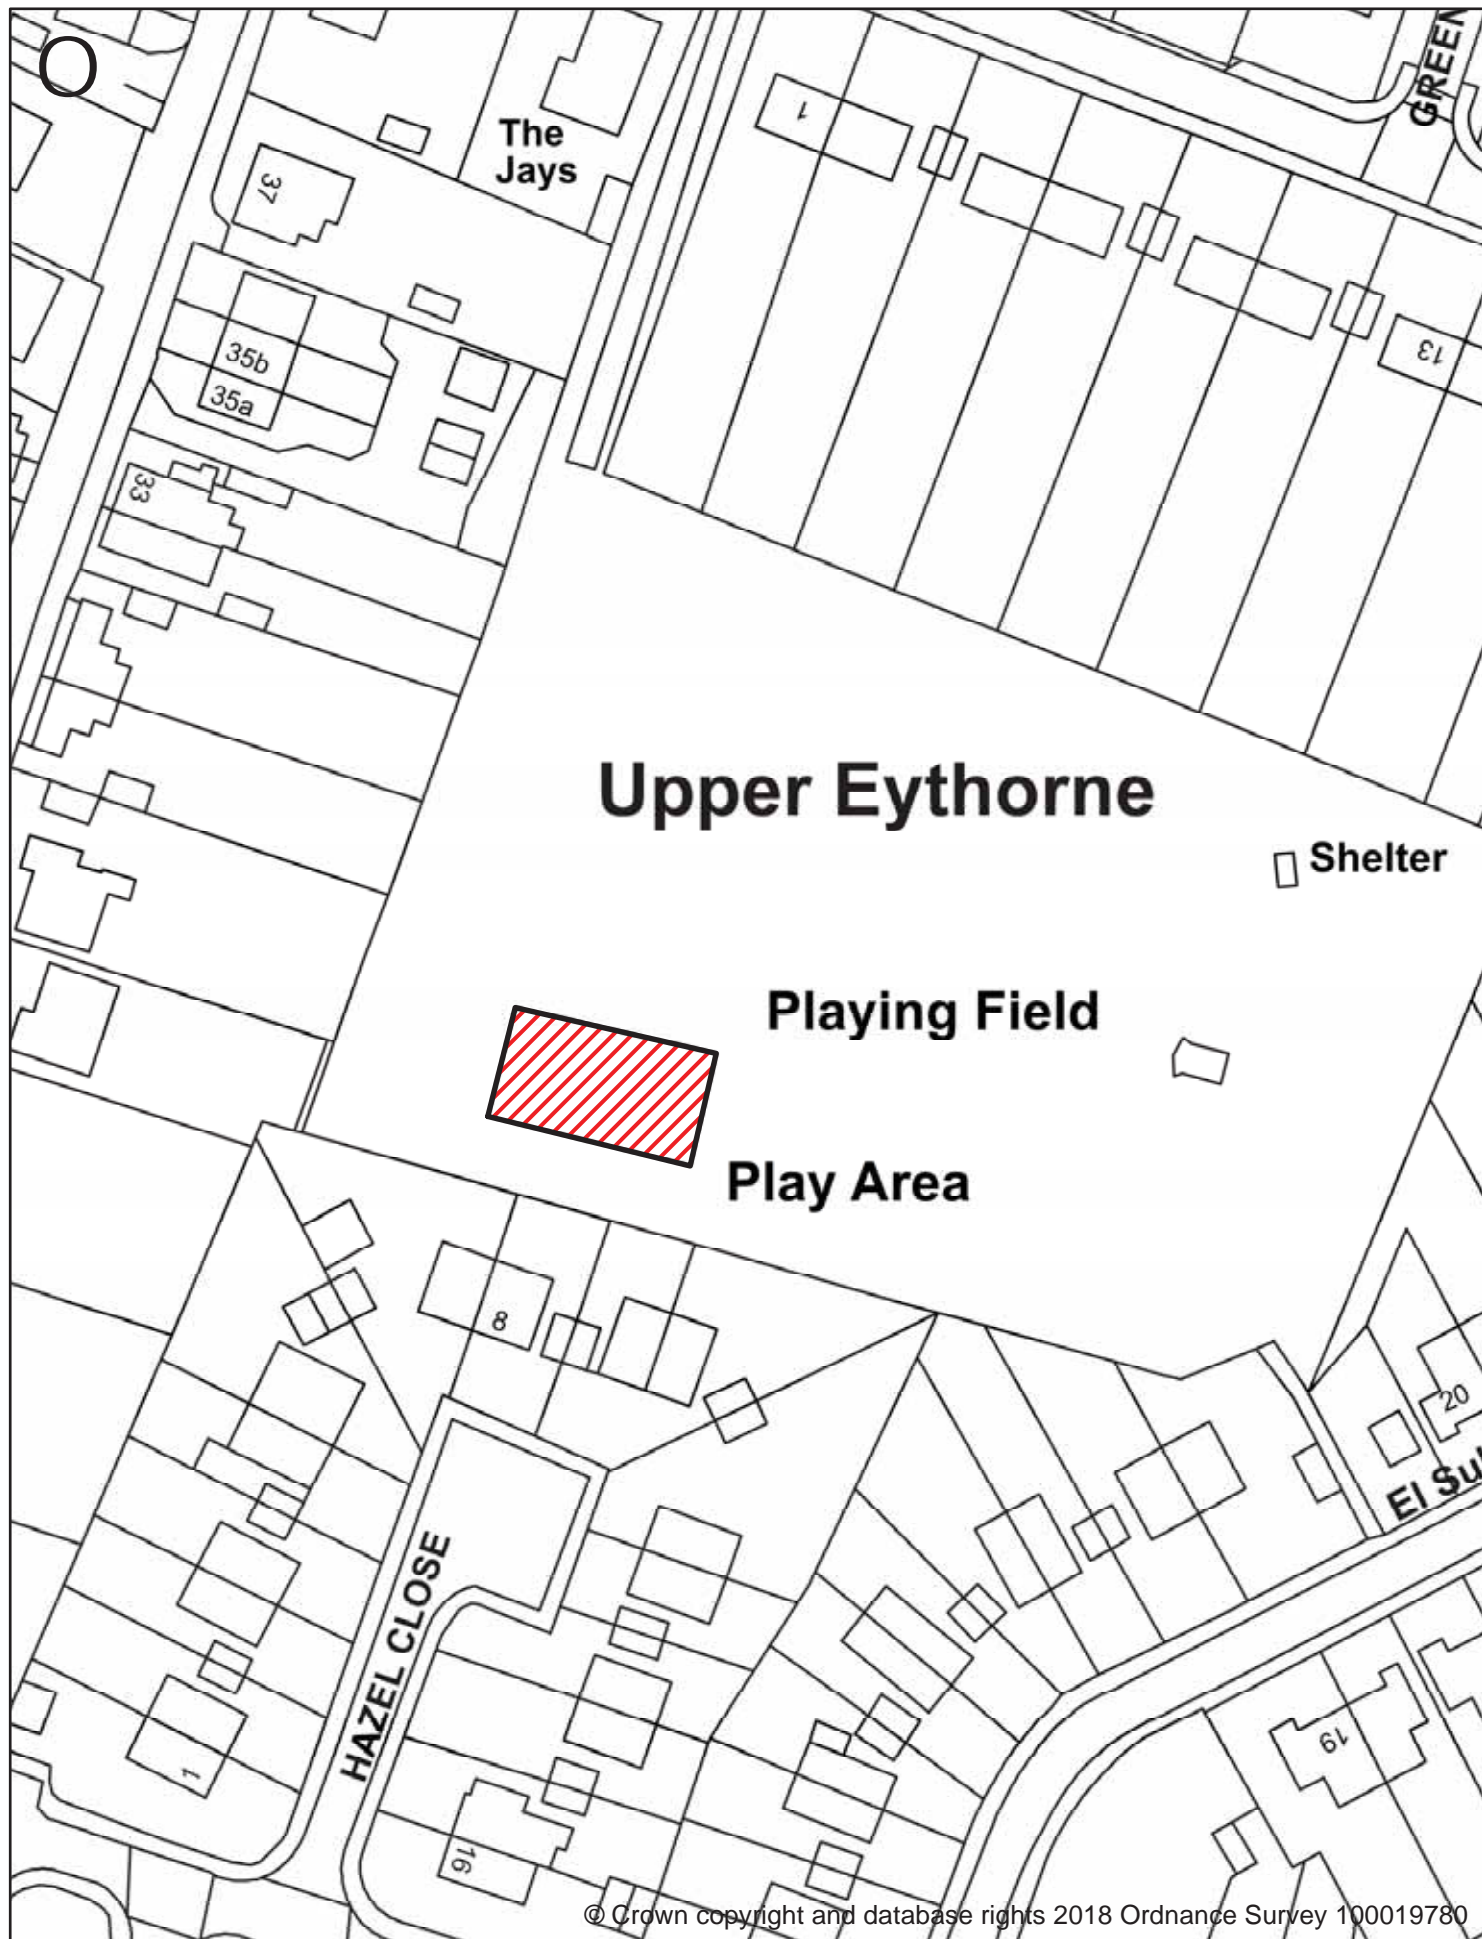 O
GREEN
The
Jays
1
37
35b
35a
13
33
Upper Eythorne
Shelter
Playing Field
Play Area
8
20
El Sul
HAZEL CLOSE
1
19
16
© Crown copyright and database rights 2018 Ordnance Survey 100019780